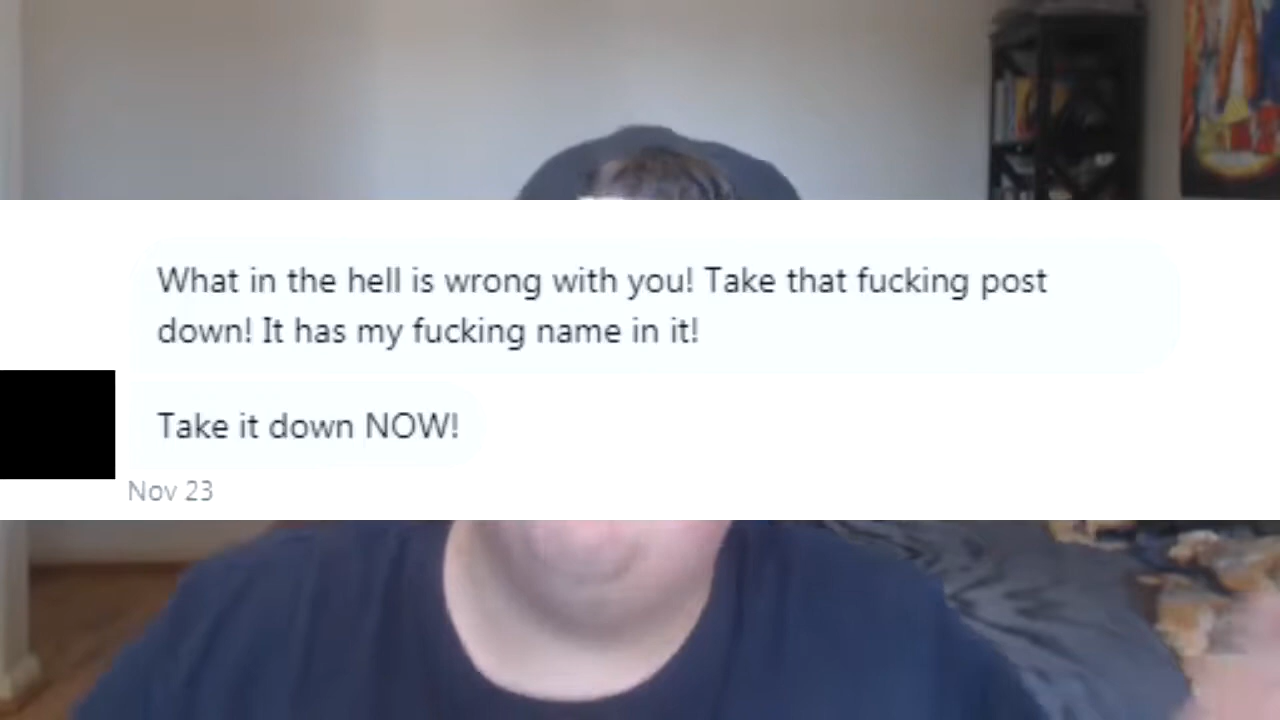 What in the hell is wrong with you! Take that fucking post
down! It has my fucking name in it!
Take it down NOW!
Nov 23